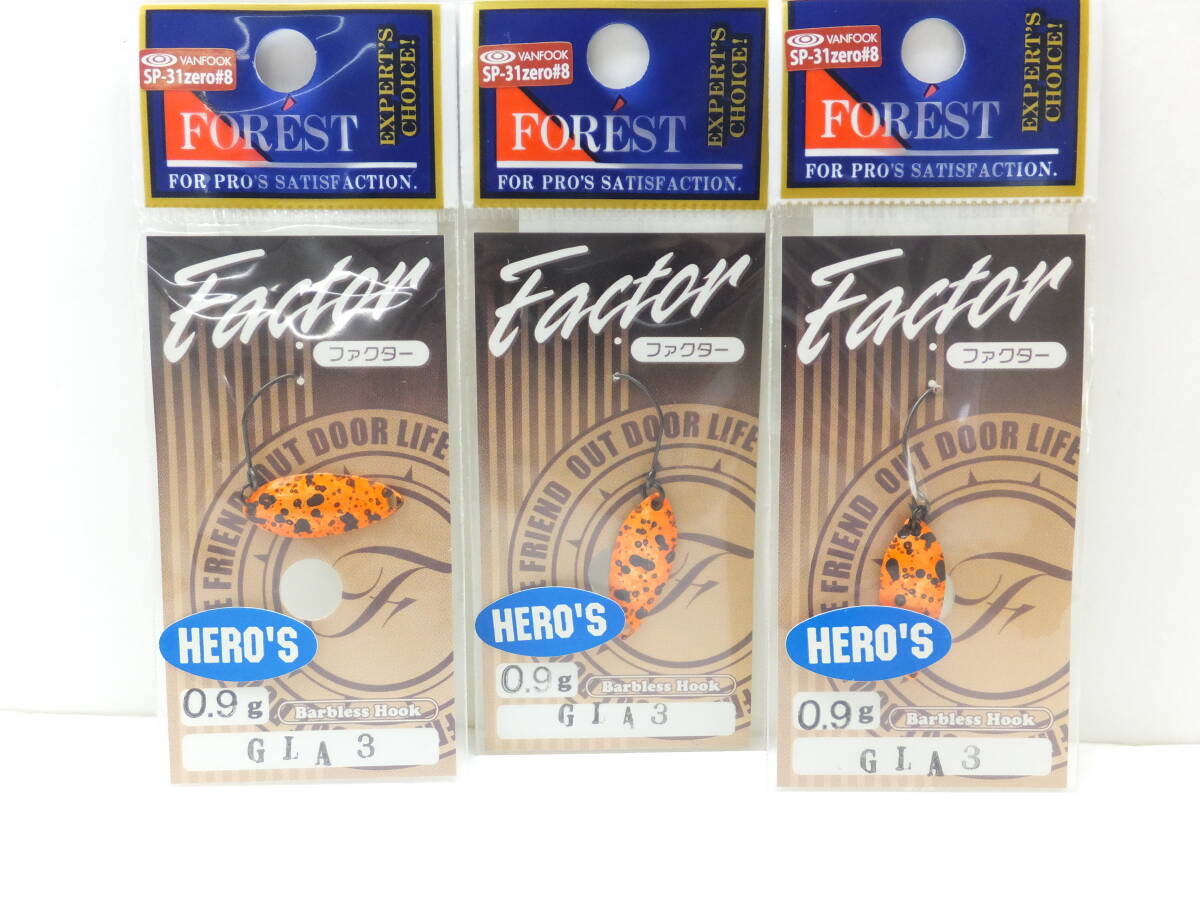 VANFOOK
SP-31zero#8
EXPERT'S
CHOICE!
FOREST
FOR PRO'S SATISFACTION.
Factor
ファクター
FRIEND OUT DOOR LIFE
HERO'S
0.9g
Barbless Hook
GLA3
VANFOOK
SP-31zero#8
EXPERT'S
CHOICE!
FOREST
FOR PRO'S SATISFACTION.
Factor
ファクター
FRIEND OUT DOOR LIFE
HERO'S
0.9g
Barbless Hook
GLA3
VANFOOK
SP-31zero#8
EXPERT'S
CHOICE!
FOREST
FOR PRO'S SATISFACTION.
Factor
ファクター
FRIEND OUT DOOR LIFE
HERO'S
0.9g
Barbless Hook
GLA3